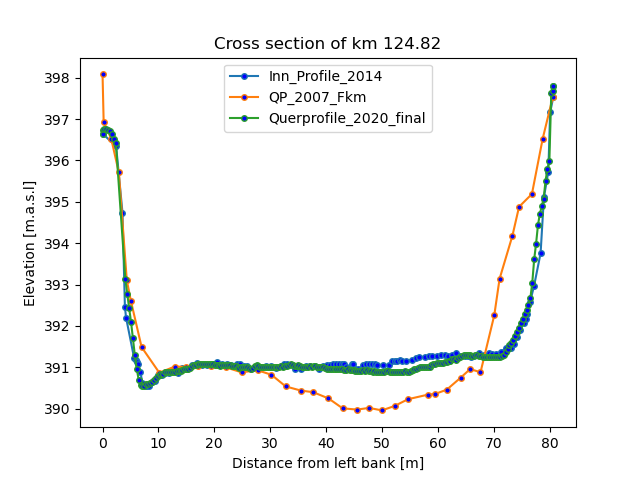 Cross section of km 124.82
Inn_Profile_2014
QP_2007_Fkm
Querprofile_2020_final
398
397
396
395
394
393
392
391
390
Elevation [m.a.s.l]
0 10 20 30 40 50 60 70 80
Distance from left bank [m]